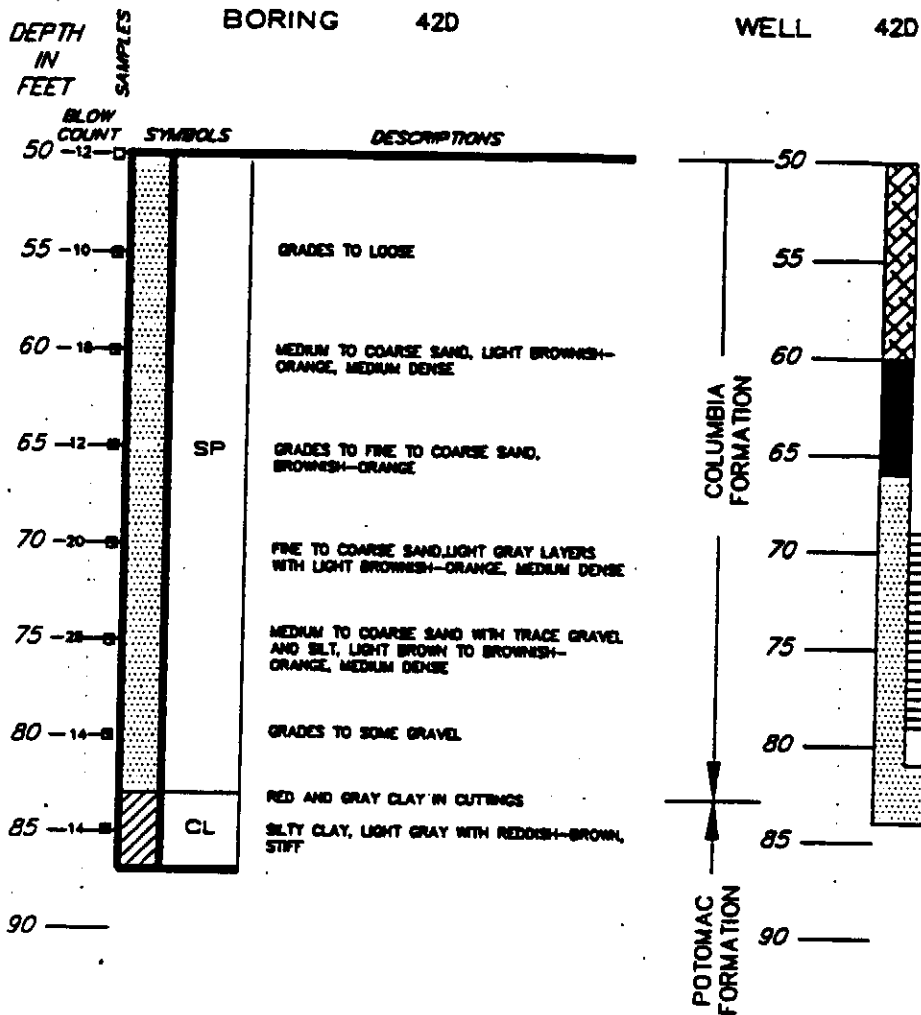 BORING 42D
WELL 42D
DEPTH
IN
FEET
SAMPLES
BLOW
COUNT
SYMBOLS
DESCRIPTIONS
50 -12-
55 -10-
GRADES TO LOOSE
60 -18-
MEDIUM TO COARSE SAND, LIGHT BROWNISH-
ORANGE, MEDIUM DENSE
65 -12-
SP
GRADES TO FINE TO COARSE SAND,
BROWNISH-ORANGE
70 -20-
FINE TO COARSE SAND,LIGHT GRAY LAYERS
WITH LIGHT BROWNISH-ORANGE, MEDIUM DENSE
75
MEDIUM TO COARSE SAND WITH TRACE GRAVEL
AND SILT, LIGHT BROWN TO BROWNISH-
ORANGE, MEDIUM DENSE
80 -14-
GRADES TO SOME GRAVEL
RED AND GRAY CLAY IN CUTTINGS
85 -14-
CL
SILTY CLAY, LIGHT GRAY WITH REDDISH-BROWN,
STIFF
90
50
55
60
65
70
75
80
85
90
COLUMBIA
FORMATION
POTOMAC
FORMATION